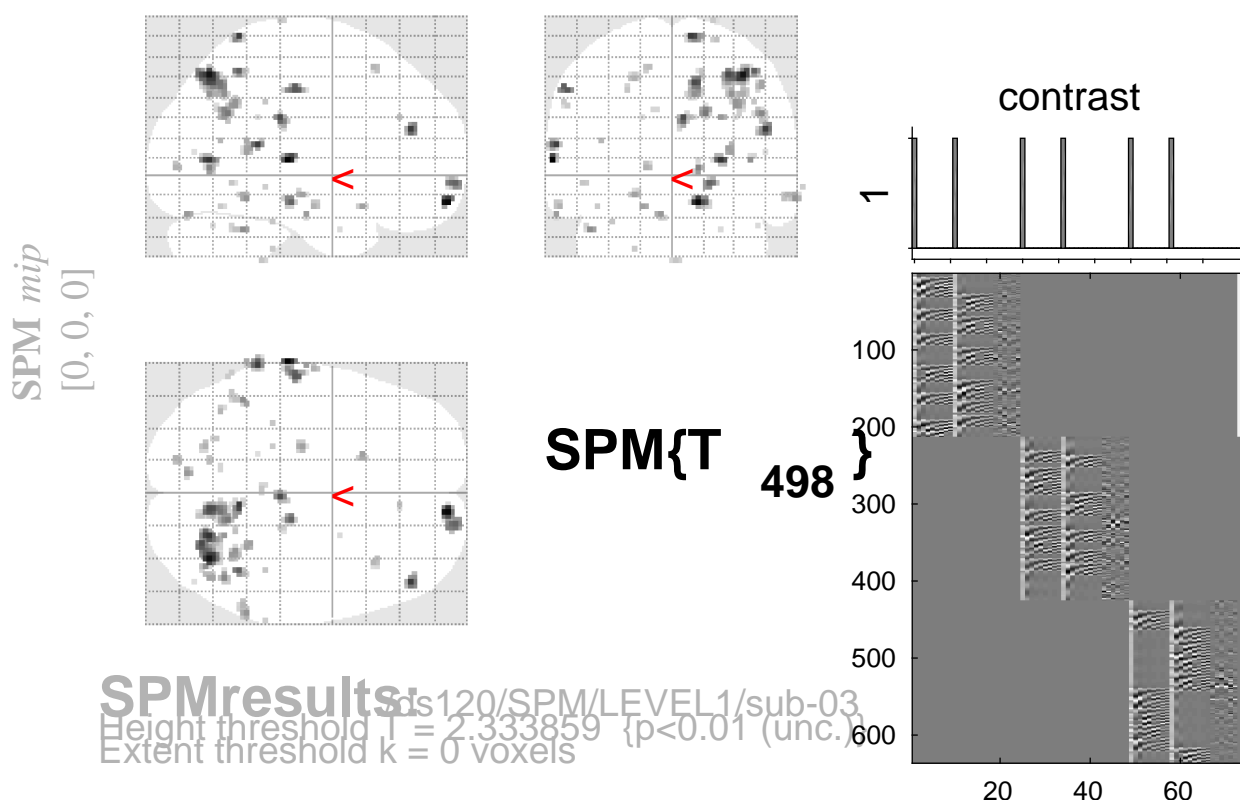 contrast
1
SPM mip
[0, 0, 0]
<
<
<
SPM{T 498 }
100
200
300
400
500
600
20 40 60
SPMresults: /ds120/SPM/LEVEL1/sub-03
Height threshold T = 2.333859 {p<0.01 (unc.)}
Extent threshold k = 0 voxels